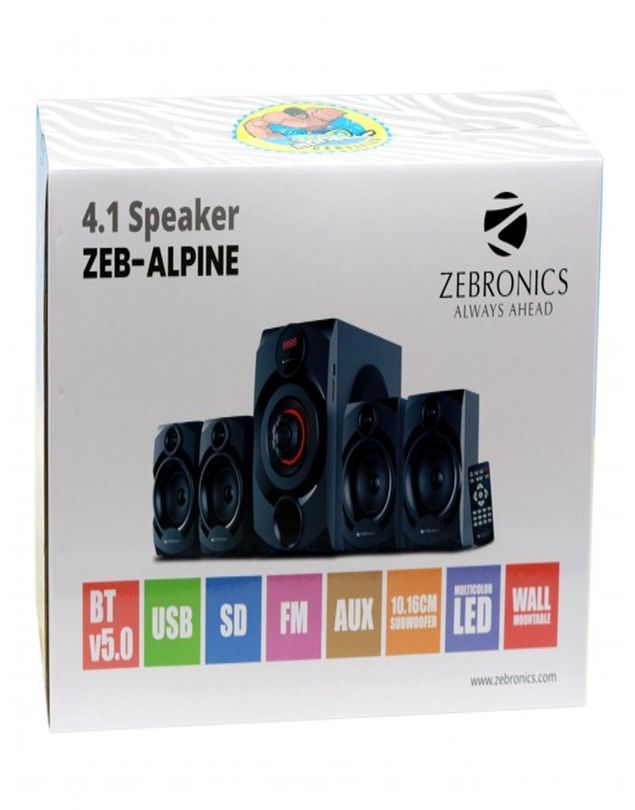 4.1 Speaker
ZEB-ALPINE
ZEBRONICS
ALWAYS AHEAD
BT
v5.0
USB
SD
FM
AUX
10.16CM
SUBWOOFER
MULTICOLOR
LED
WALL
MOUNTABLE
www.zebronics.com